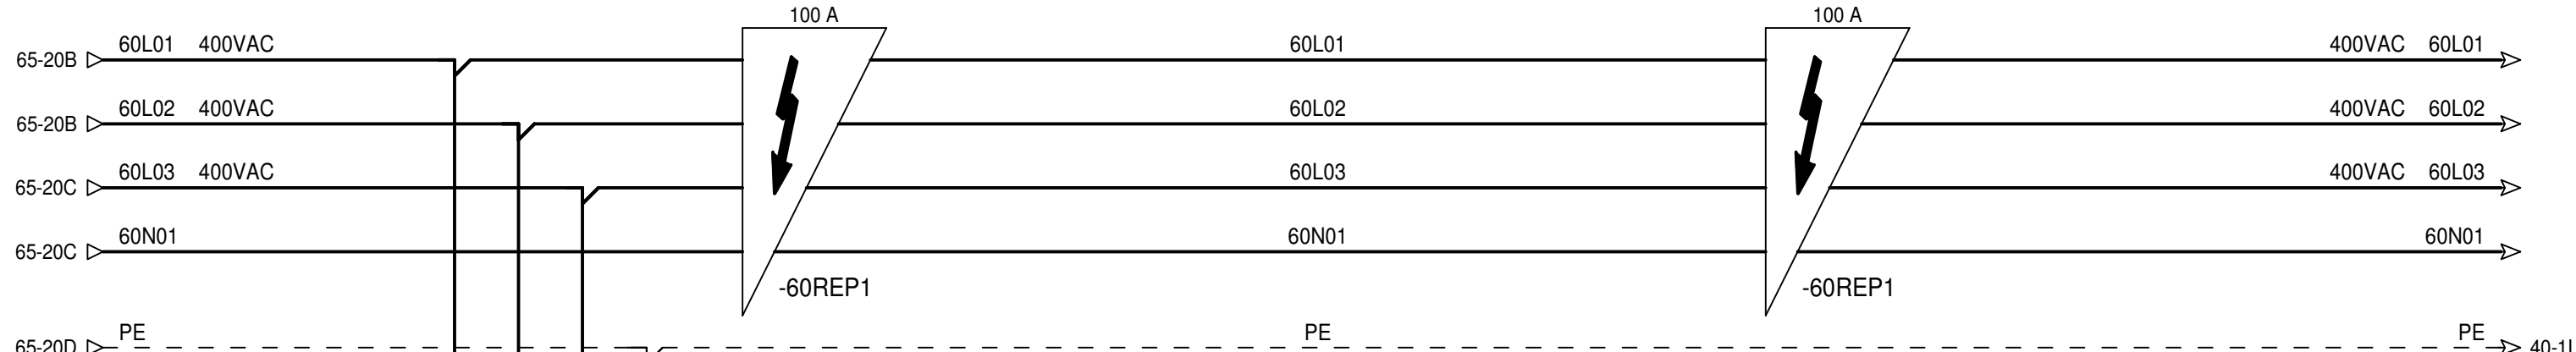 100 A 100 A
65-20B 60L01 400VAC 60L01 400VAC 60L01
65-20B 60L02 400VAC 60L02 400VAC 60L02
65-20C 60L03 400VAC 60L03 400VAC 60L03
65-20C 60N01 60N01 60N01
-60REP1 -60REP1
65-20D PE PE PE